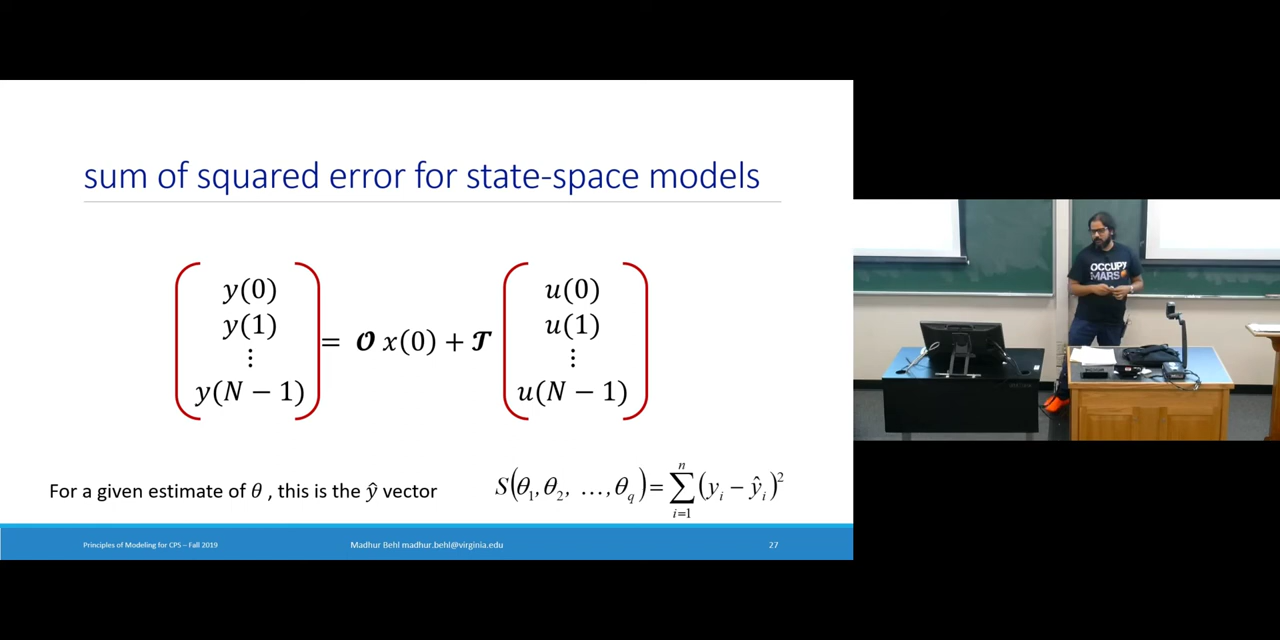 sum of squared error for state-space models
y(0)
y(1)
⋮
y(N − 1)
= 𝓞 x(0) + 𝓣
u(0)
u(1)
⋮
u(N − 1)
For a given estimate of θ , this is the ŷ vector
S(θ₁, θ₂, …, θ_q) = ∑_{i=1}^{n} (y_i − ŷ_i)²
Principles of Modeling for CPS – Fall 2019
Madhur Behl madhur.behl@virginia.edu
27
OCCUPY
MARS